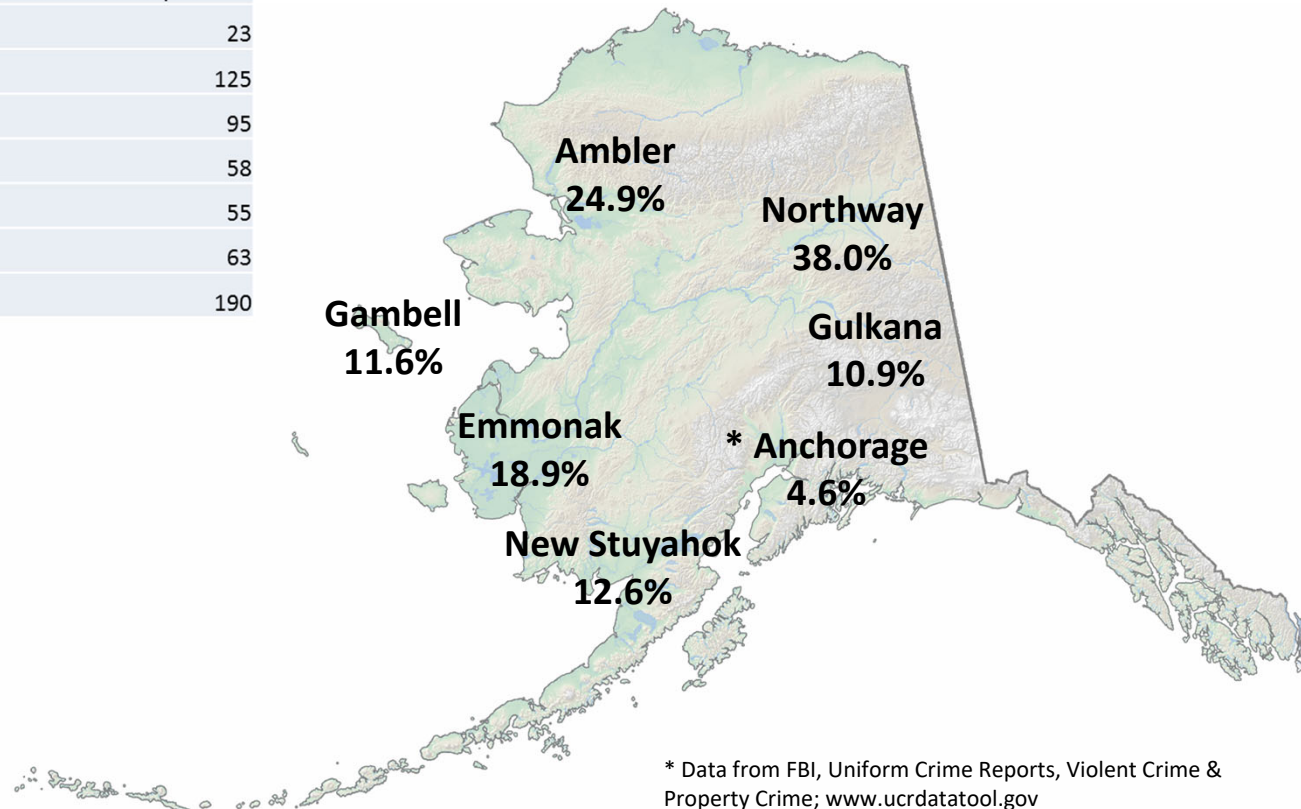 23
125
95
58
55
63
190
Ambler
24.9%
Northway
38.0%
Gambell
11.6%
Gulkana
10.9%
Emmonak
18.9%
* Anchorage
4.6%
New Stuyahok
12.6%
* Data from FBI, Uniform Crime Reports, Violent Crime &
Property Crime; www.ucrdatatool.gov